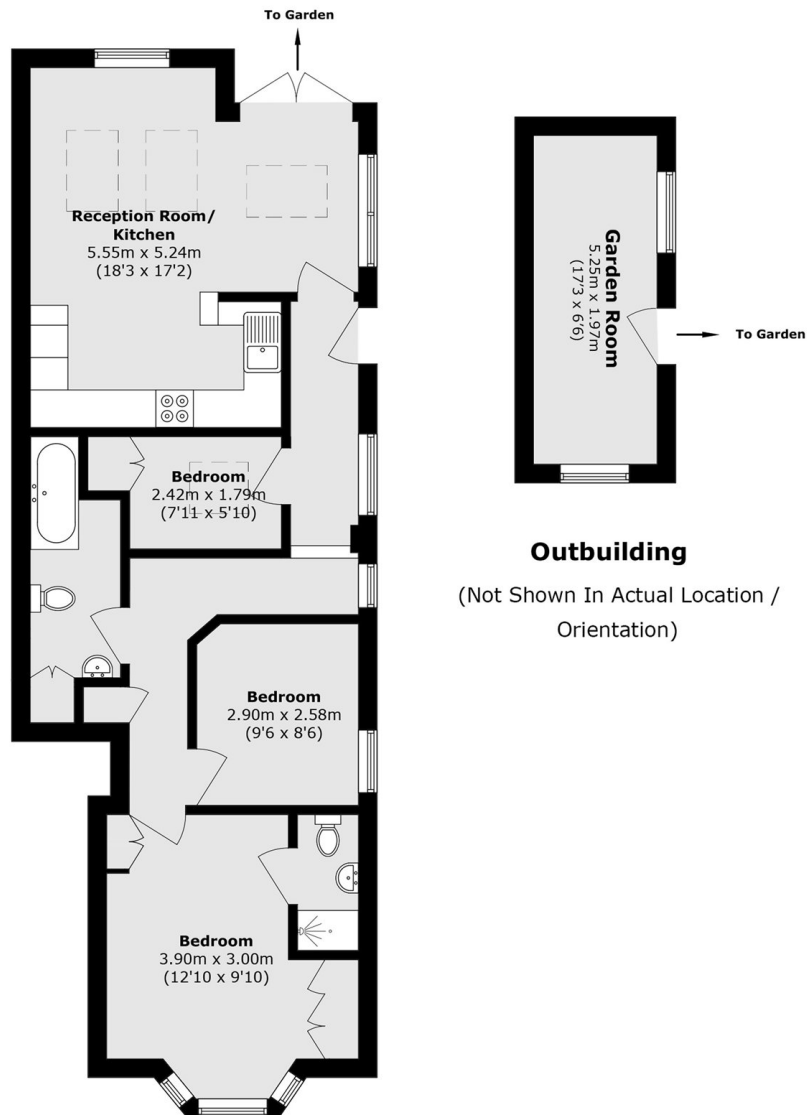 To Garden
Reception Room/
Kitchen
5.55m x 5.24m
(18'3 x 17'2)
Garden Room
5.25m x 1.97m
(17'3 x 6'6)
To Garden
Bedroom
2.42m x 1.79m
(7'11 x 5'10)
Outbuilding
(Not Shown In Actual Location /
Orientation)
Bedroom
2.90m x 2.58m
(9'6 x 8'6)
Bedroom
3.90m x 3.00m
(12'10 x 9'10)